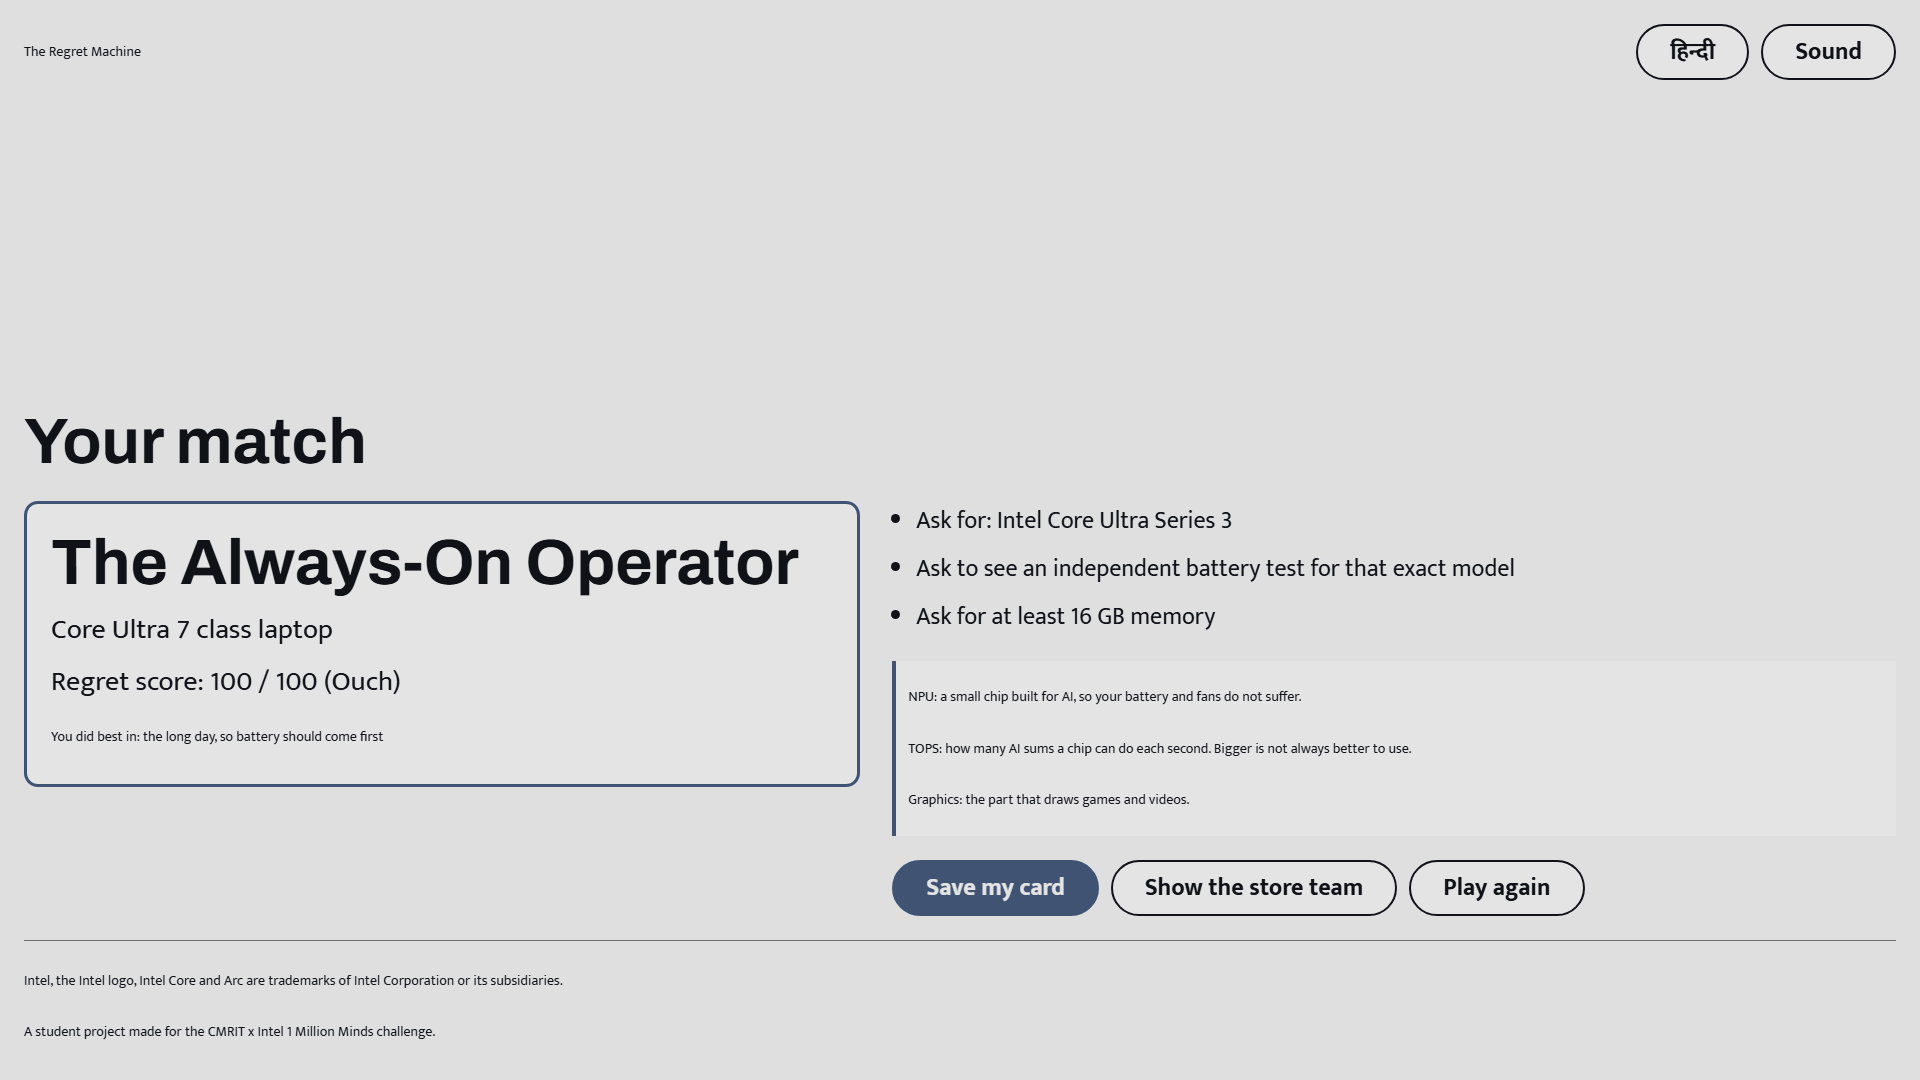 The Regret Machine
हिन्दी
Sound
Your match
The Always-On Operator
Core Ultra 7 class laptop
Regret score: 100 / 100 (Ouch)
You did best in: the long day, so battery should come first
Ask for: Intel Core Ultra Series 3
Ask to see an independent battery test for that exact model
Ask for at least 16 GB memory
NPU: a small chip built for AI, so your battery and fans do not suffer.
TOPS: how many AI sums a chip can do each second. Bigger is not always better to use.
Graphics: the part that draws games and videos.
Save my card
Show the store team
Play again
Intel, the Intel logo, Intel Core and Arc are trademarks of Intel Corporation or its subsidiaries.
A student project made for the CMRIT x Intel 1 Million Minds challenge.